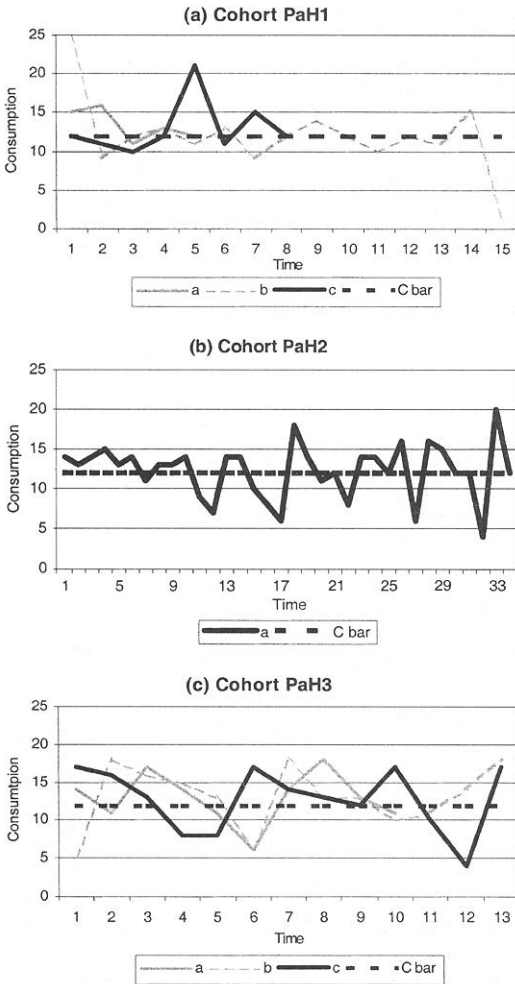 (a) Cohort PaH1
25
20
15
10
5
0
Consumption
1 2 3 4 5 6 7 8 9 10 11 12 13 14 15
Time
a b c C bar
(b) Cohort PaH2
25
20
15
10
5
0
Consumption
1 5 9 13 17 21 25 29 33
Time
a C bar
(c) Cohort PaH3
25
20
15
10
5
0
Consumtpion
1 2 3 4 5 6 7 8 9 10 11 12 13
Time
a b c C bar